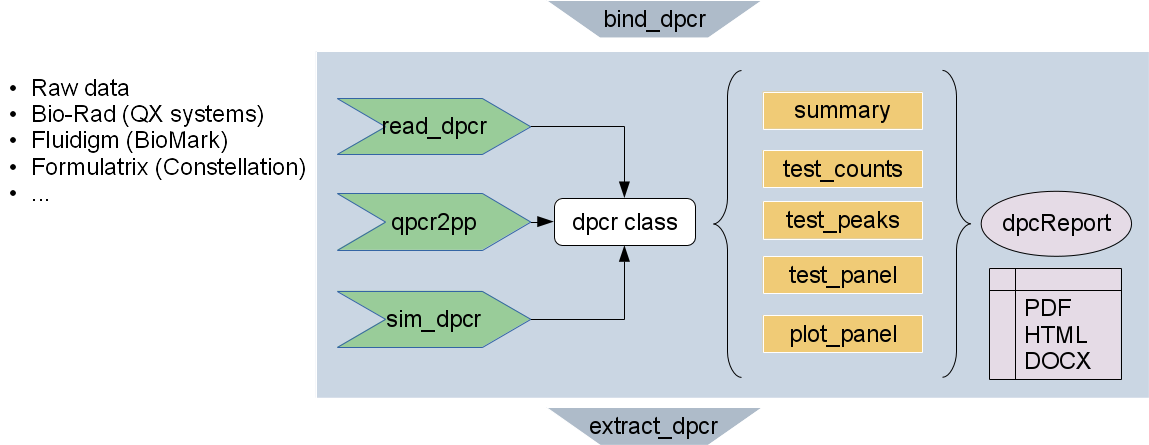 bind_dpcr
• Raw data
• Bio-Rad (QX systems)
• Fluidigm (BioMark)
• Formulatrix (Constellation)
• ...
read_dpcr
qpcr2pp
sim_dpcr
dpcr class
summary
test_counts
test_peaks
test_panel
plot_panel
dpcReport
PDF
HTML
DOCX
extract_dpcr